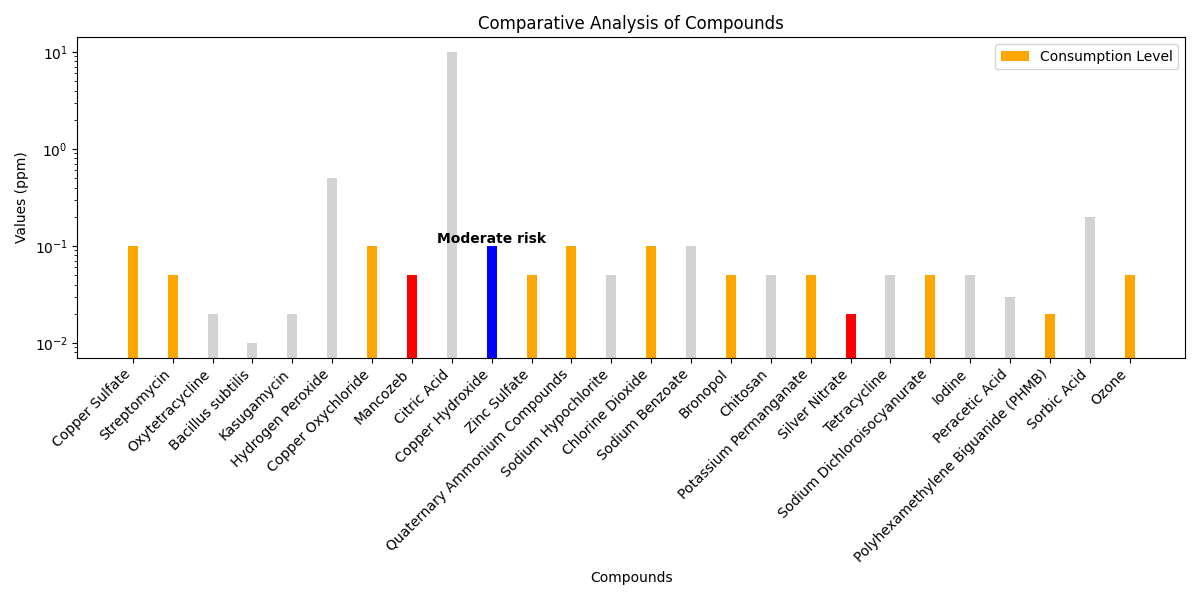 Comparative Analysis of Compounds
Consumption Level
Values (ppm)
10¹
10⁰
10⁻¹
10⁻²
Moderate risk
Copper Sulfate
Streptomycin
Oxytetracycline
Bacillus subtilis
Kasugamycin
Hydrogen Peroxide
Copper Oxychloride
Mancozeb
Citric Acid
Copper Hydroxide
Zinc Sulfate
Quaternary Ammonium Compounds
Sodium Hypochlorite
Chlorine Dioxide
Sodium Benzoate
Bronopol
Chitosan
Potassium Permanganate
Silver Nitrate
Tetracycline
Sodium Dichloroisocyanurate
Iodine
Peracetic Acid
Polyhexamethylene Biguanide (PHMB)
Sorbic Acid
Ozone
Compounds